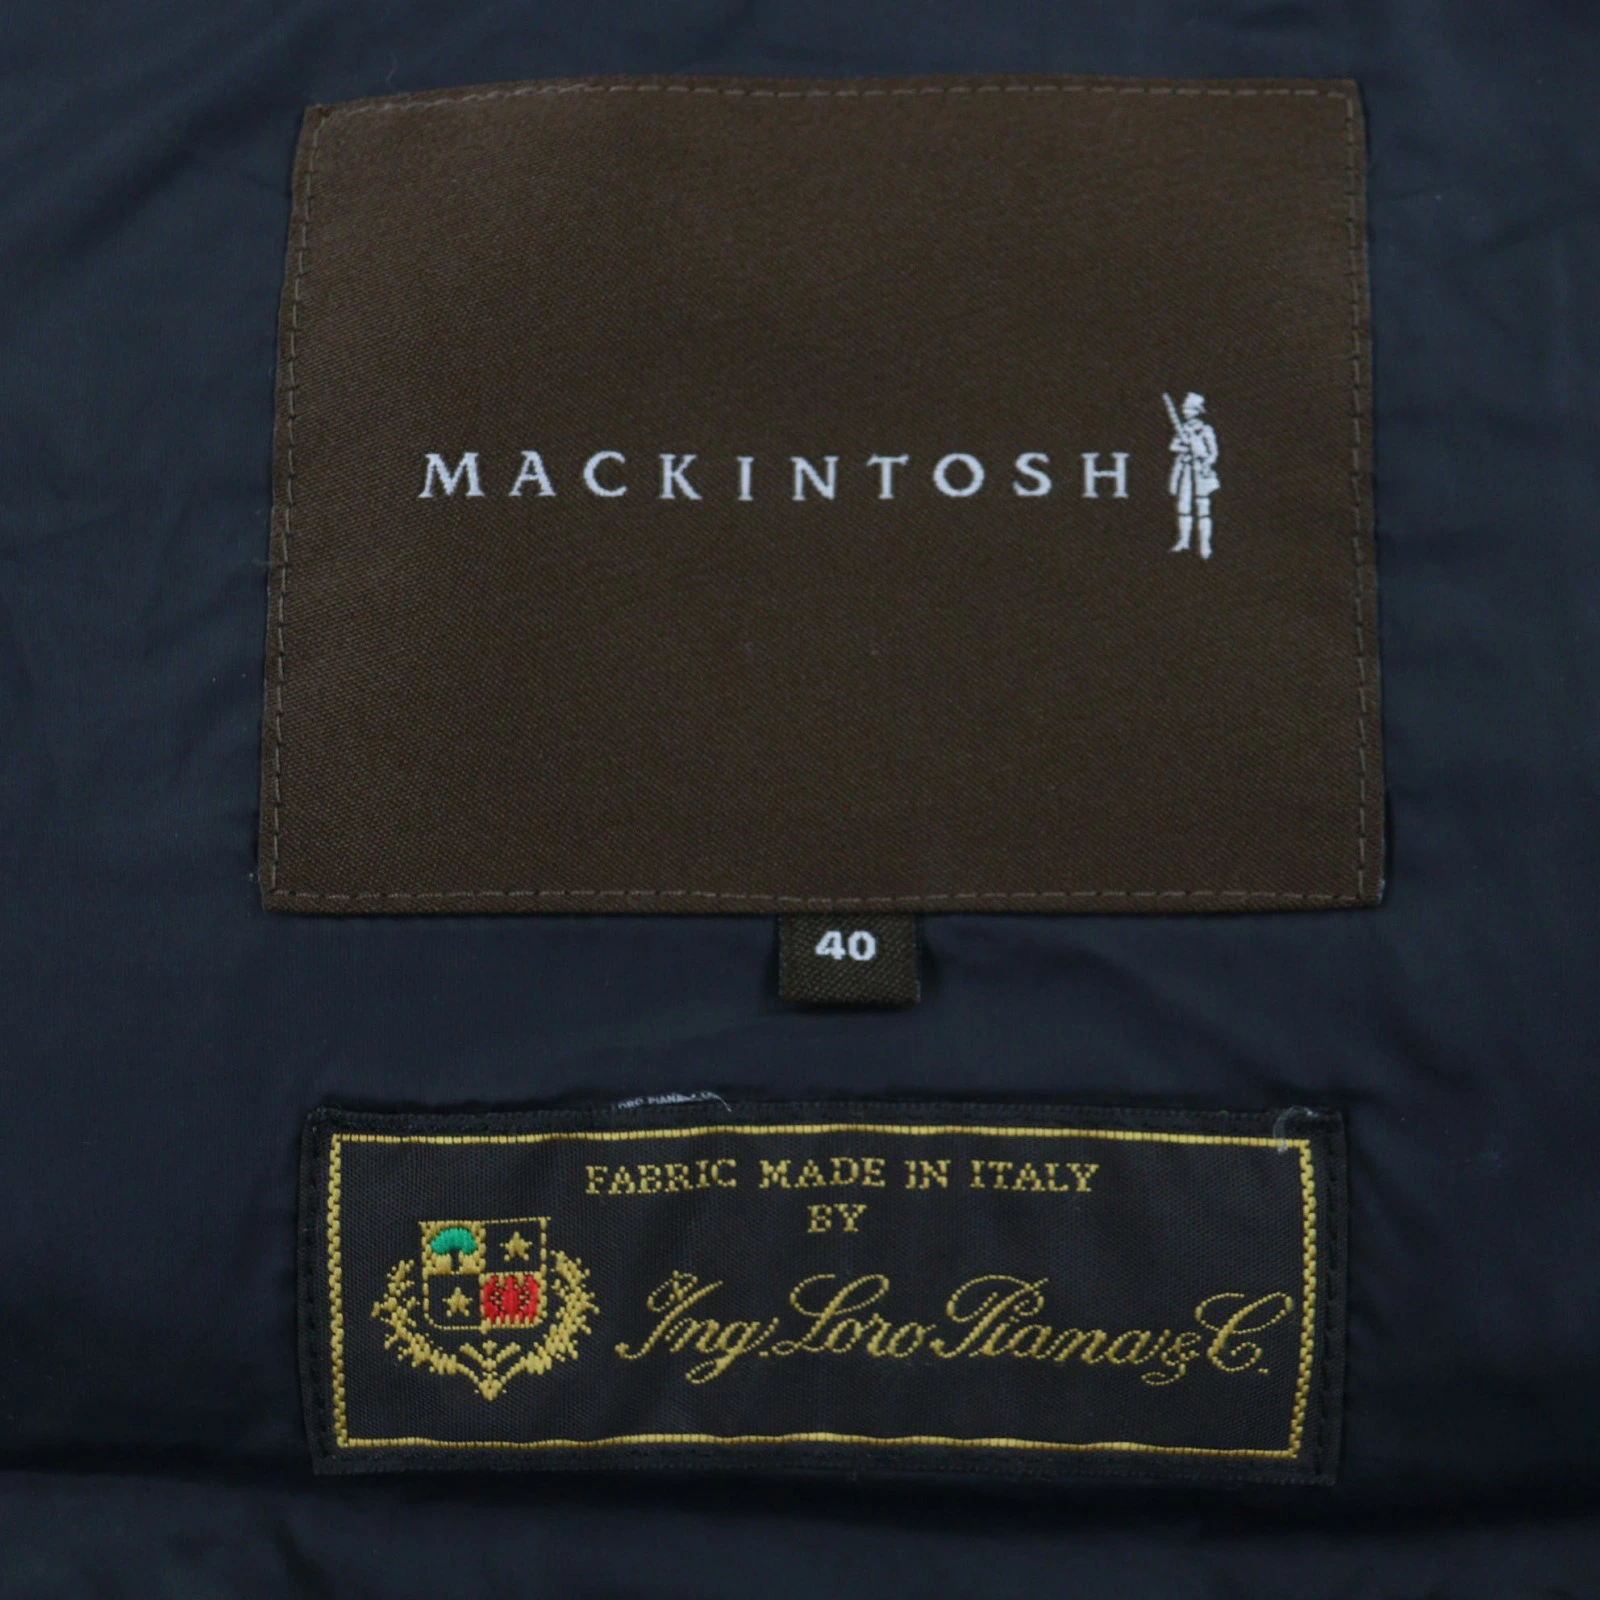 MACKINTOSH
40
FABRIC MADE IN ITALY
BY
Ing. Loro Piana & C.